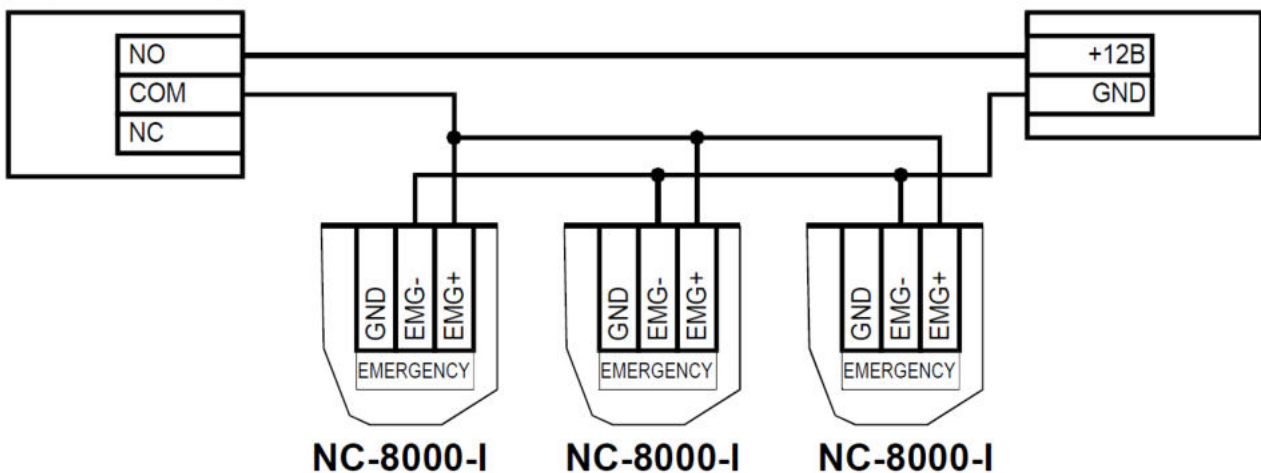 NO
COM
NC
+12В
GND
GND
EMG-
EMG+
EMERGENCY
GND
EMG-
EMG+
EMERGENCY
GND
EMG-
EMG+
EMERGENCY
NC-8000-I
NC-8000-I
NC-8000-I